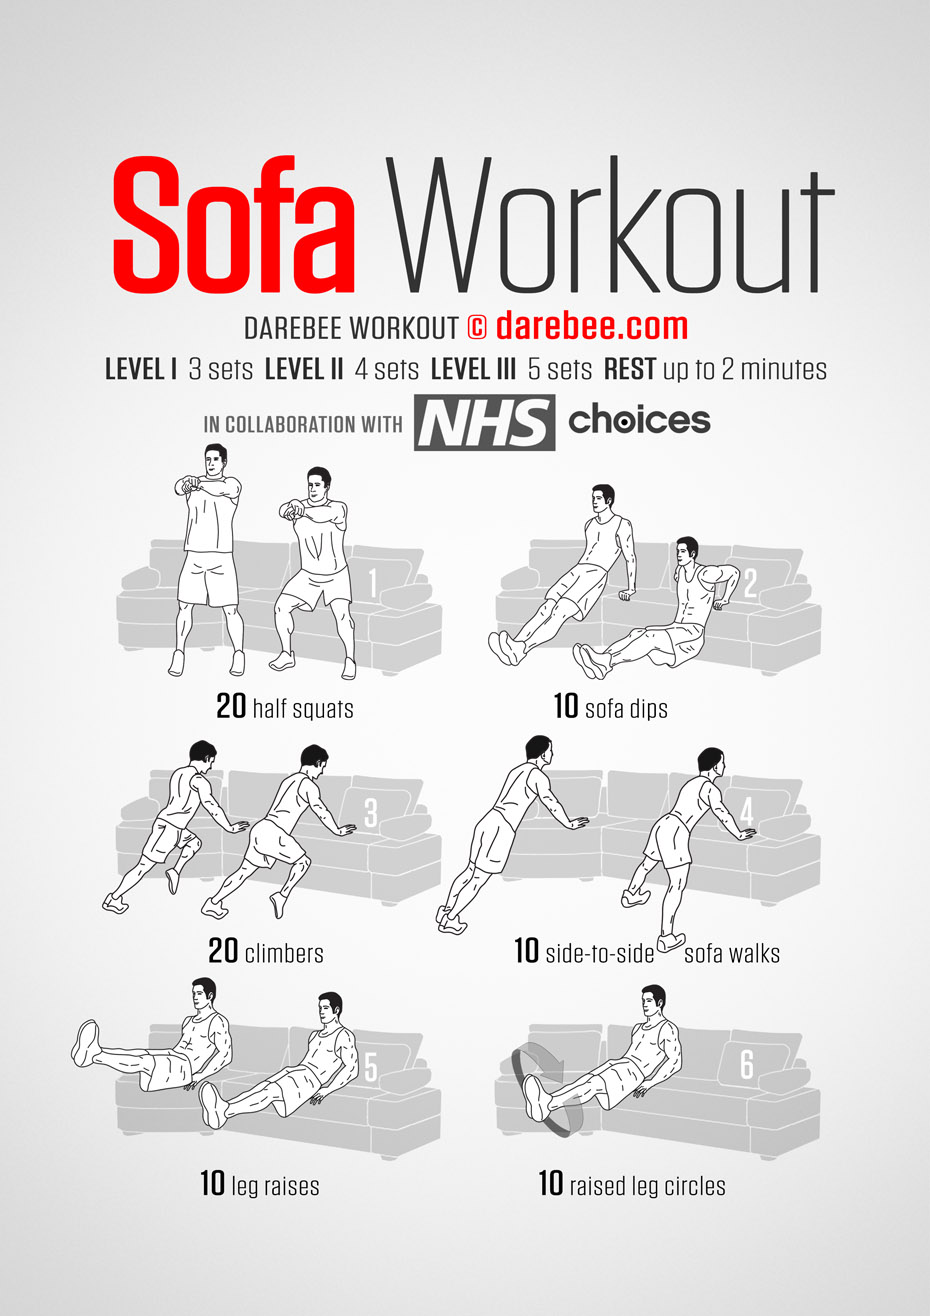 Sofa Workout
DAREBEE WORKOUT © darebee.com
LEVEL I 3 sets LEVEL II 4 sets LEVEL III 5 sets REST up to 2 minutes
IN COLLABORATION WITH NHS choices
1
2
20 half squats
10 sofa dips
3
4
20 climbers
10 side-to-side sofa walks
5
6
10 leg raises
10 raised leg circles